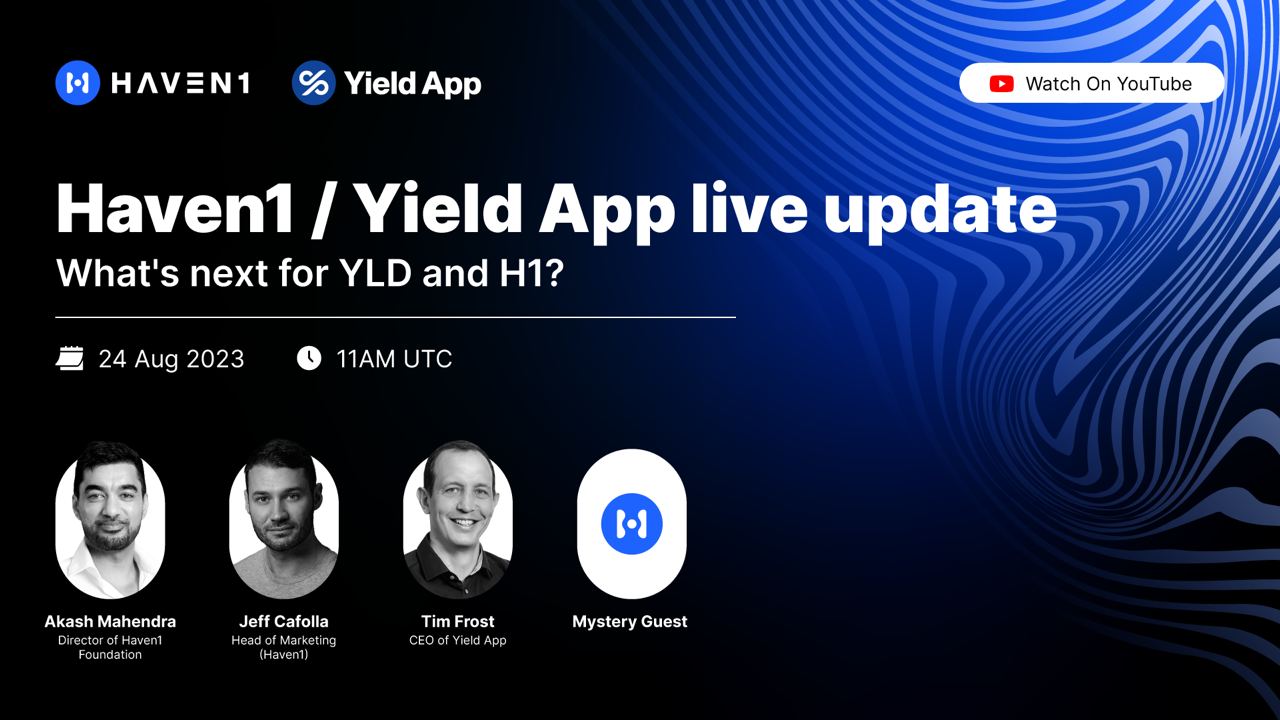 HAVEN1
Yield App
Watch On YouTube
Haven1 / Yield App live update
What's next for YLD and H1?
24 Aug 2023
11AM UTC
Akash Mahendra
Director of Haven1
Foundation
Jeff Cafolla
Head of Marketing
(Haven1)
Tim Frost
CEO of Yield App
Mystery Guest